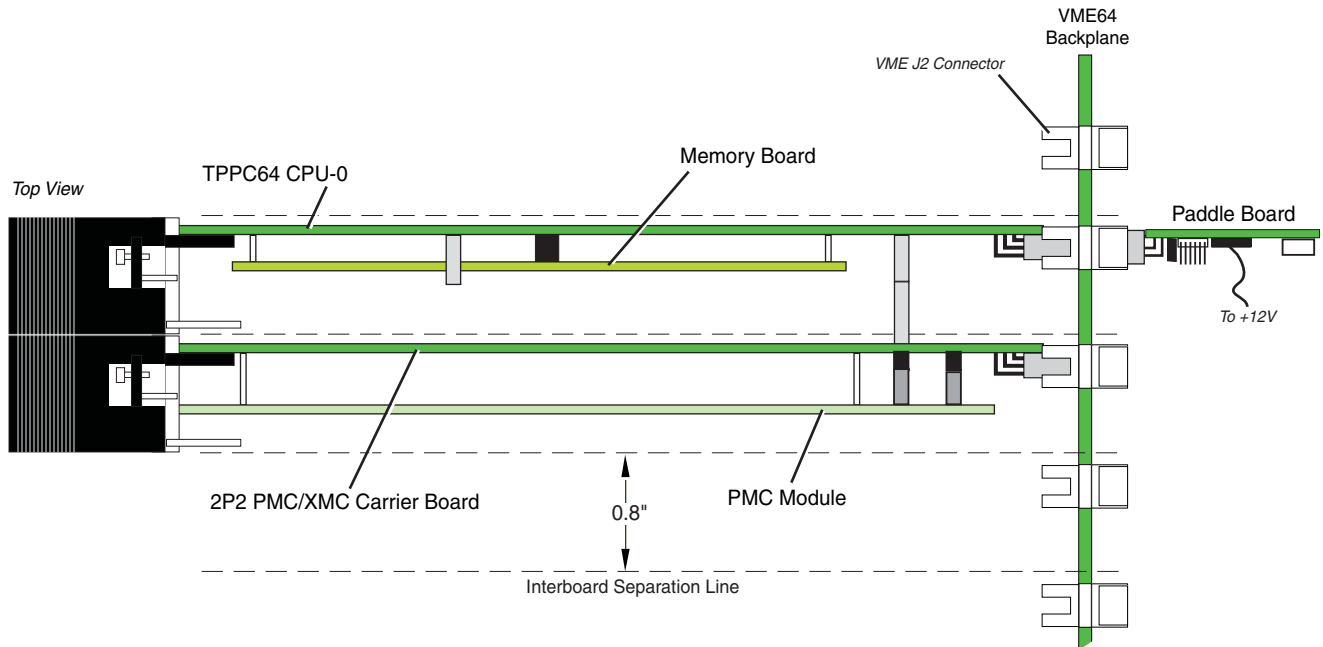 VME64
Backplane
VME J2 Connector
Memory Board
TPPC64 CPU-0
Top View
Paddle Board
To +12V
2P2 PMC/XMC Carrier Board
PMC Module
0.8"
Interboard Separation Line